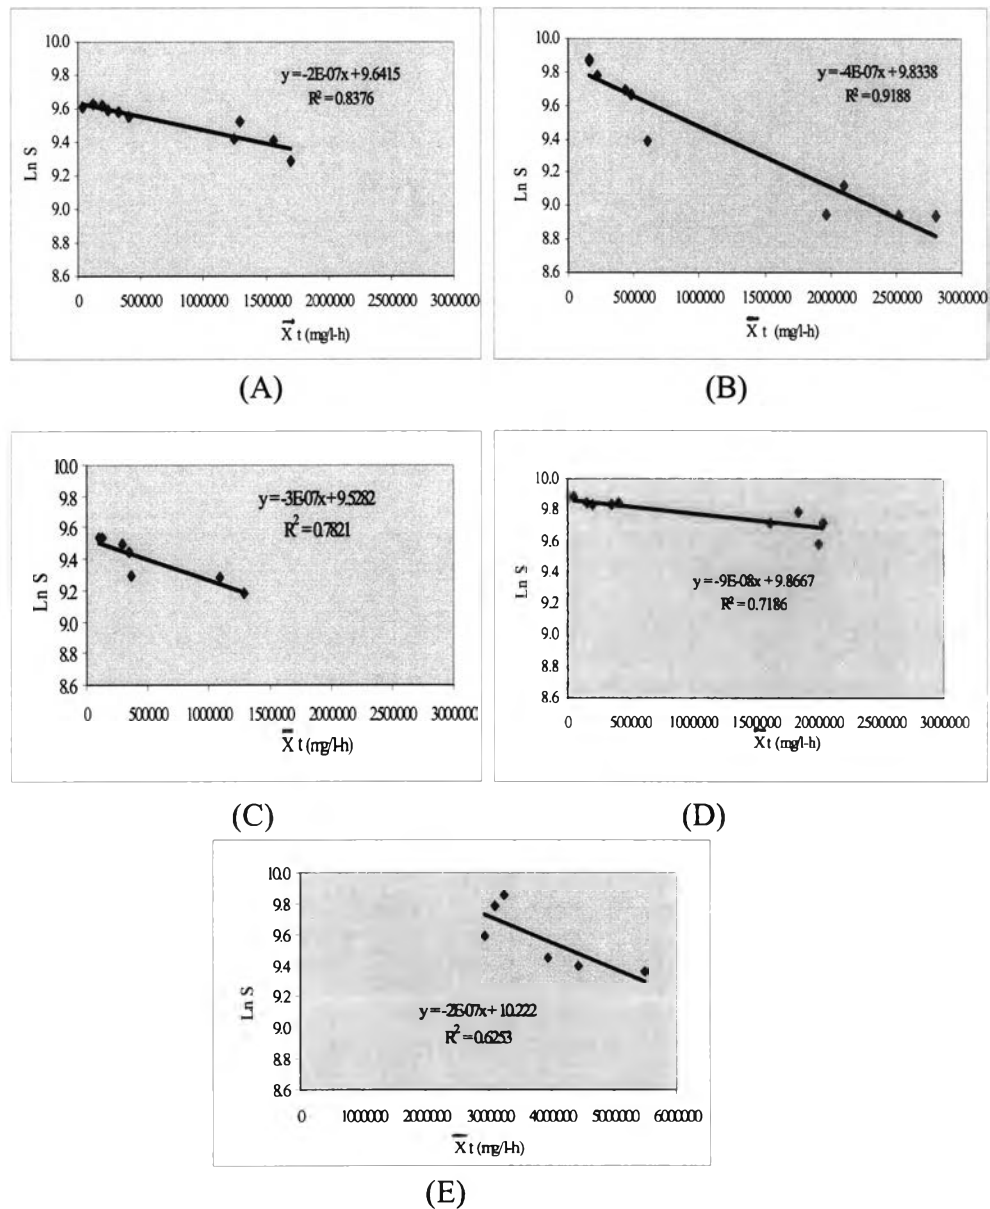 10.0
9.8
9.6
9.4
9.2
9.0
8.8
8.6
Ln S
y = -2E-07x + 9.6415
R² = 0.8376
0 500000 1000000 1500000 2000000 2500000 3000000
X t (mg/l-h)
(A)
10.0
9.8
9.6
9.4
9.2
9.0
8.8
8.6
Ln S
y = -4E-07x + 9.8338
R² = 0.9188
0 500000 1000000 1500000 2000000 2500000 3000000
X t (mg/l-h)
(B)
10.0
9.8
9.6
9.4
9.2
9.0
8.8
8.6
Ln S
y = -3E-07x + 9.5282
R² = 0.7821
0 500000 1000000 1500000 2000000 2500000 3000000
X t (mg/l-h)
(C)
10.0
9.8
9.6
9.4
9.2
9.0
8.8
8.6
Ln S
y = -9E-08x + 9.8667
R² = 0.7186
0 500000 1000000 1500000 2000000 2500000 3000000
X t (mg/l-h)
(D)
10.0
9.8
9.6
9.4
9.2
9.0
8.8
8.6
Ln S
y = -2E-07x + 10.222
R² = 0.6253
0 1000000 2000000 3000000 4000000 5000000 6000000
X t (mg/l-h)
(E)